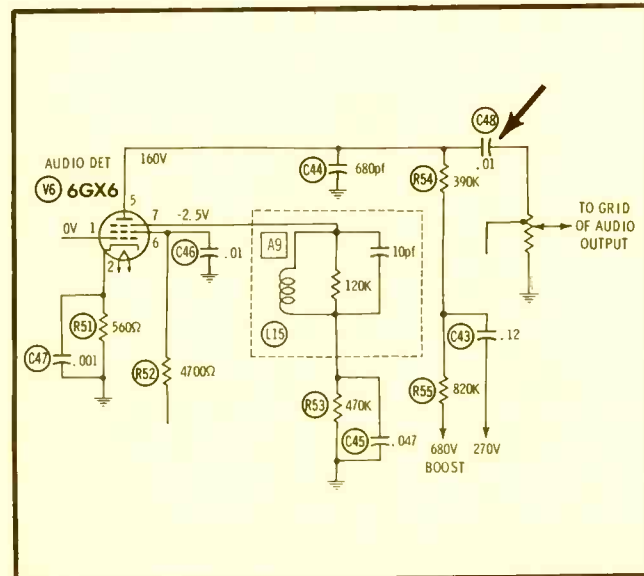 C48
.01
AUDIO DET
V6 6GX6
160V
5
C44 680pf
R54 390K
TO GRID
OF AUDIO
OUTPUT
0V 1
7 -2.5V
6
2
C46 .01
A9
10pf
120K
L15
R51 560Ω
C47 .001
R52 4700Ω
C43 .12
R55 820K
R53 470K
C45 .047
680V
BOOST
270V